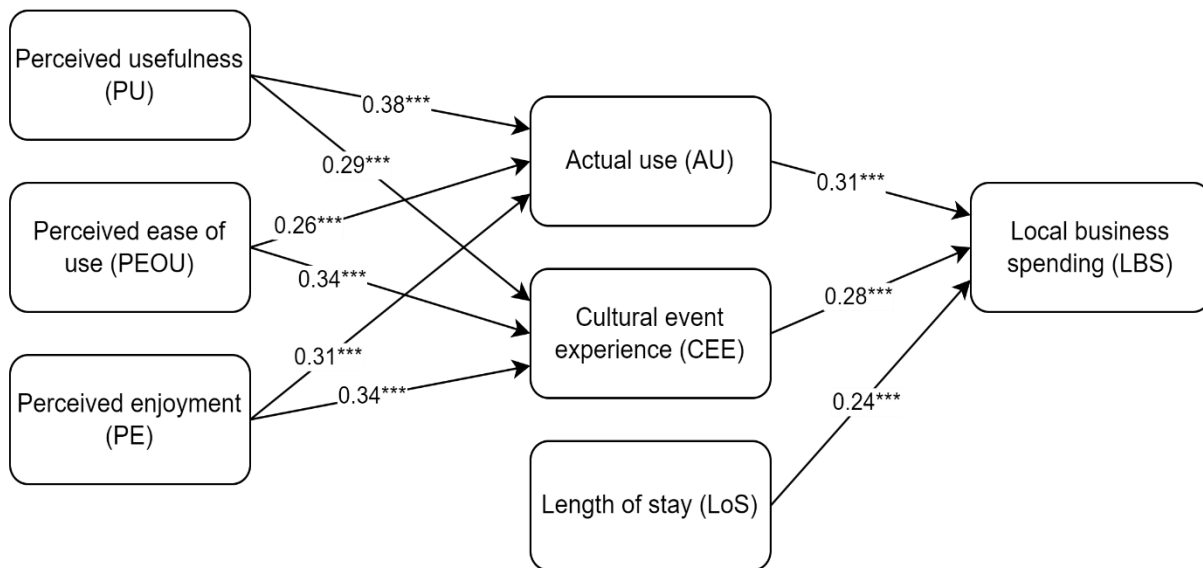 Perceived usefulness
(PU)
0.38***
Actual use (AU)
0.29***
0.31***
0.26***
Perceived ease of
use (PEOU)
Local business
spending (LBS)
0.34***
0.28***
Cultural event
experience (CEE)
0.31***
0.34***
Perceived enjoyment
(PE)
0.24***
Length of stay (LoS)